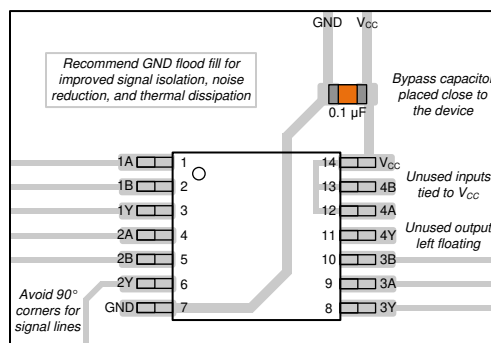 GND VCC
Recommend GND flood fill for
improved signal isolation, noise
reduction, and thermal dissipation
Bypass capacitor
placed close to
the device
0.1 µF
1A 1 14 VCC
1B 2 13 4B
1Y 3 12 4A
2A 4 11 4Y
2B 5 10 3B
2Y 6 9 3A
GND 7 8 3Y
Unused inputs
tied to VCC
Unused output
left floating
Avoid 90°
corners for
signal lines